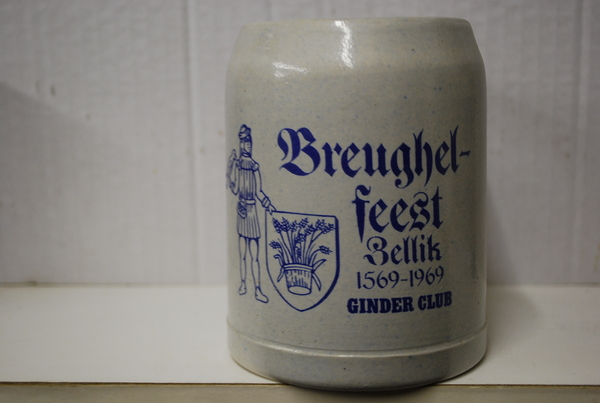 Breughel-
feest
Zellik
1569-1969
GINDER CLUB